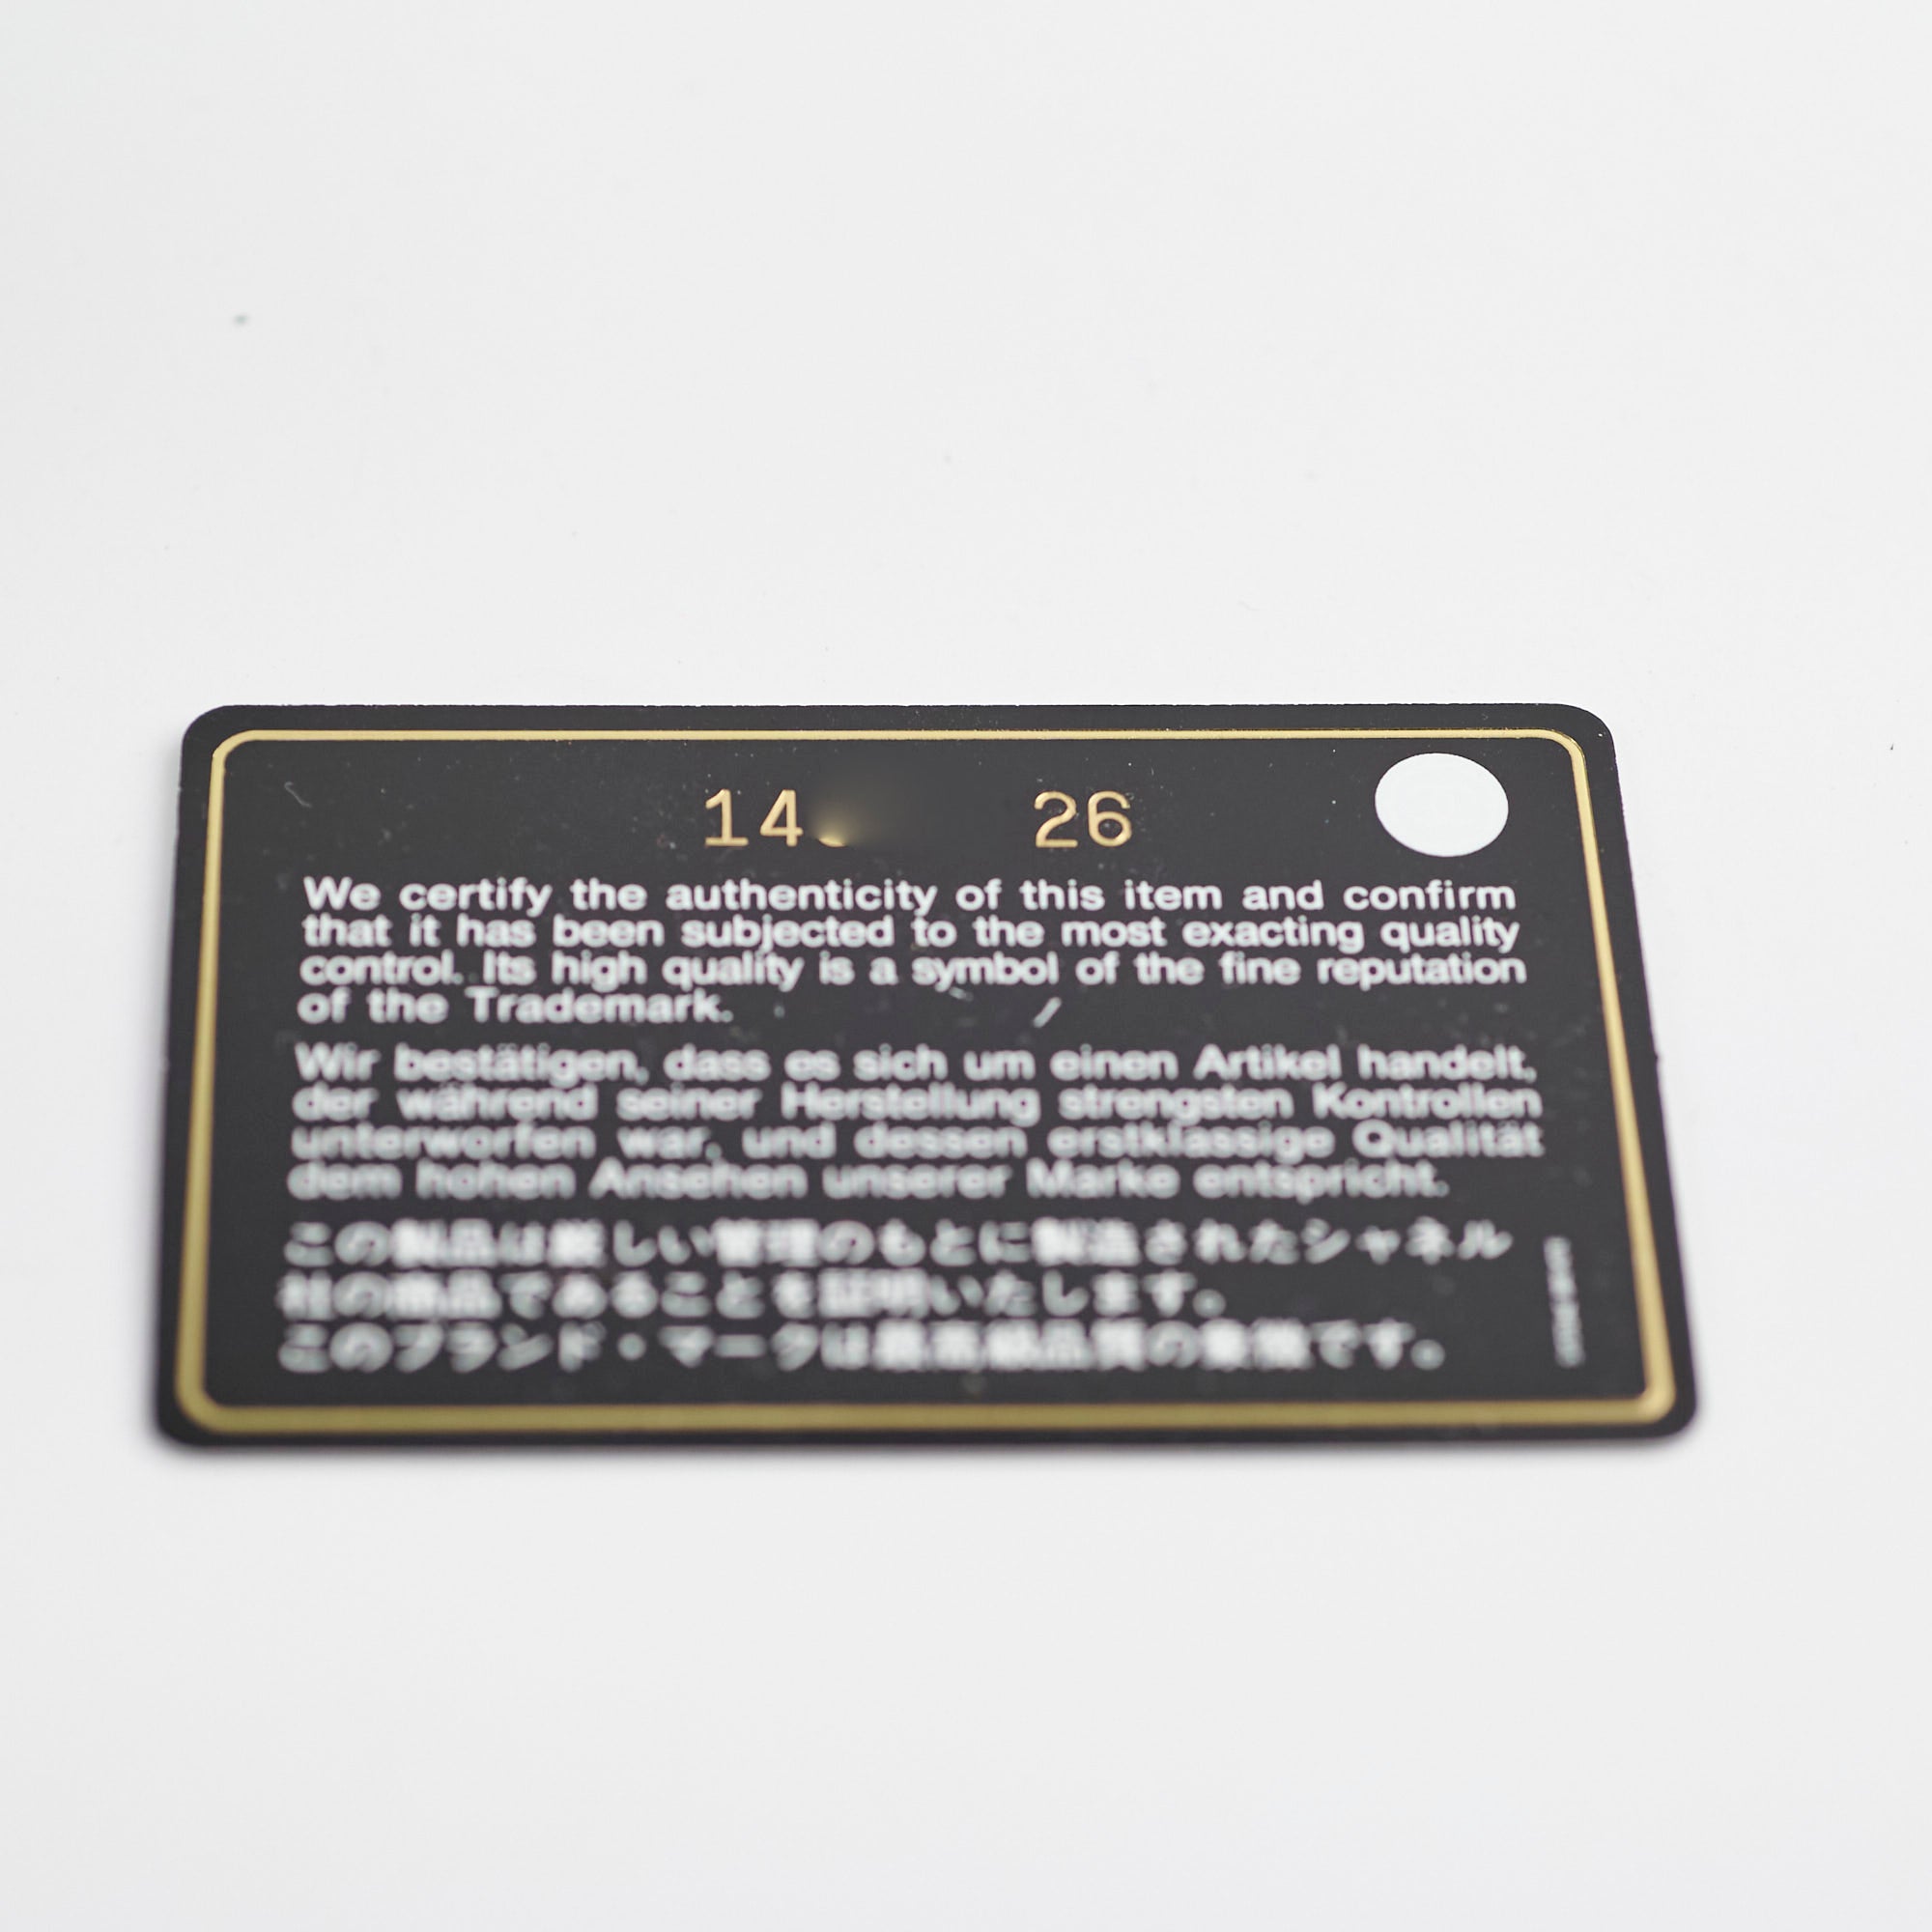 14 26
We certify the authenticity of this item and confirm
that it has been subjected to the most exacting quality
control. Its high quality is a symbol of the fine reputation
of the Trademark.
Wir bestätigen, dass es sich um einen Artikel handelt,
der während seiner Herstellung strengsten Kontrollen
unterworfen war, und dessen erstklassige Qualität
dem hohen Ansehen unserer Marke entspricht.
この製品は厳しい管理のもとに製造されたシャネル
社の商品であることを証明いたします。
このブランド・マークは最高級品質の象徴です。